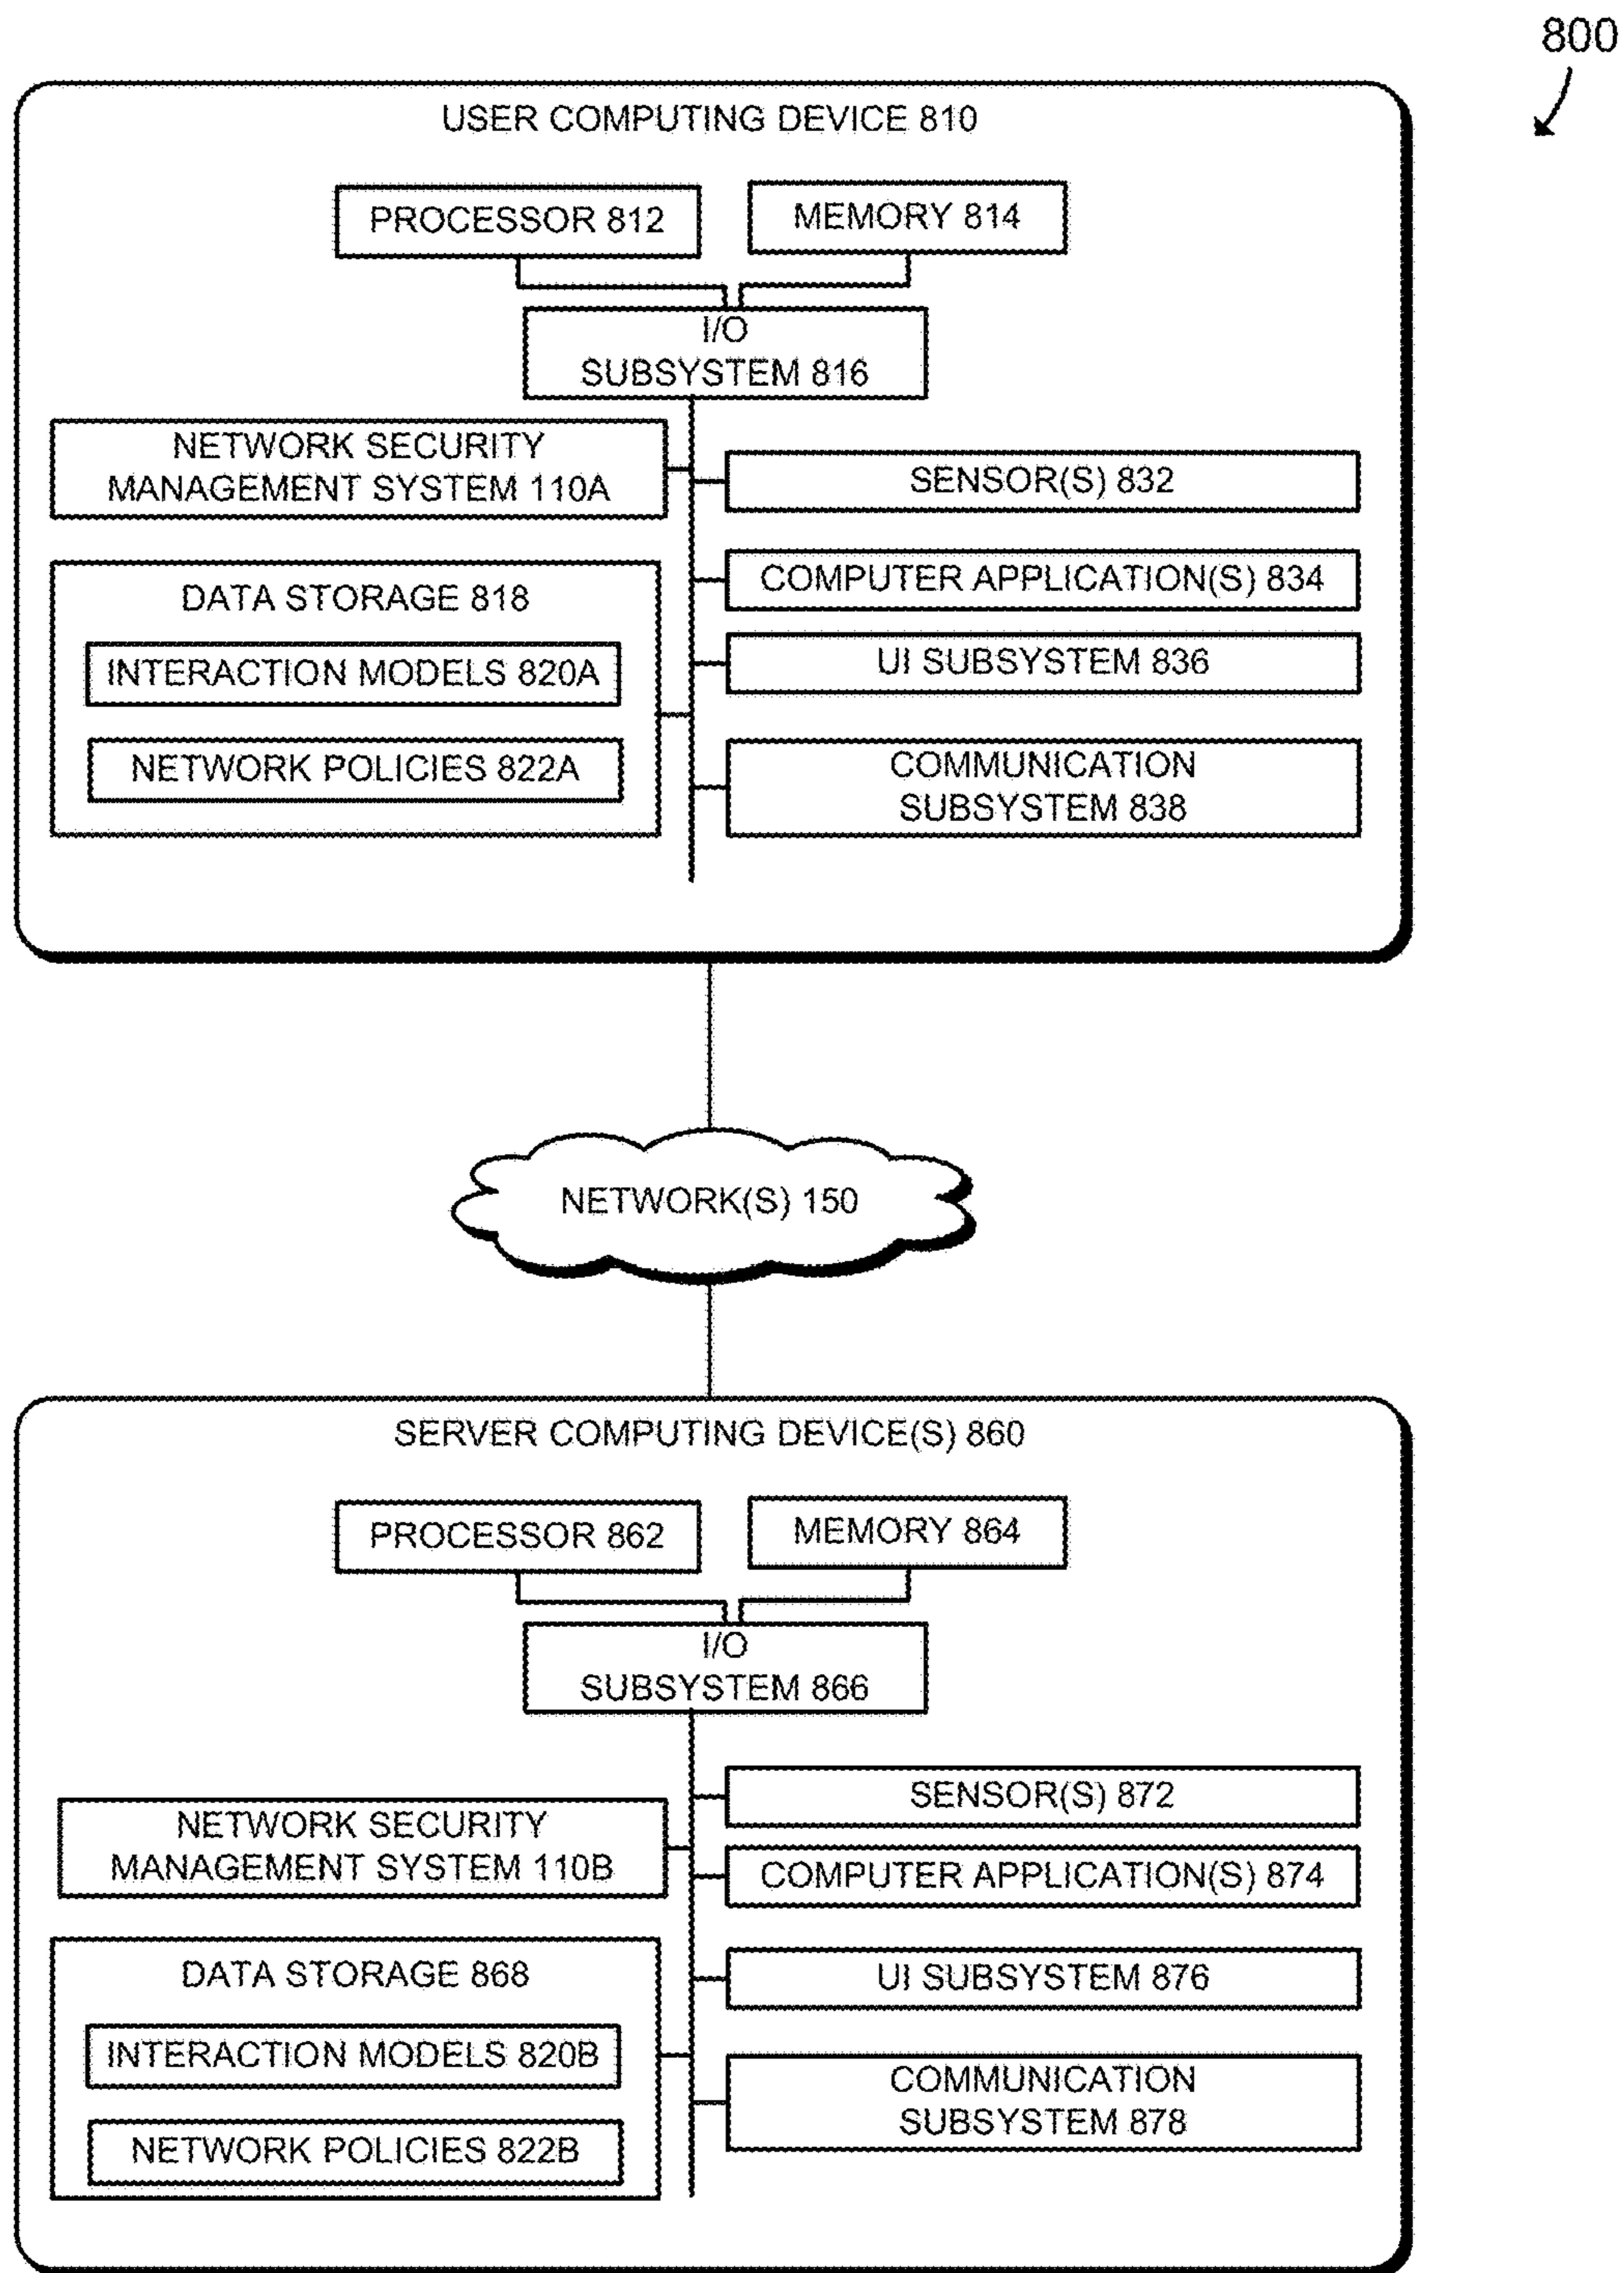 800
USER COMPUTING DEVICE 810
PROCESSOR 812
MEMORY 814
I/O
SUBSYSTEM 816
NETWORK SECURITY
MANAGEMENT SYSTEM 110A
SENSOR(S) 832
DATA STORAGE 818
COMPUTER APPLICATION(S) 834
INTERACTION MODELS 820A
UI SUBSYSTEM 836
NETWORK POLICIES 822A
COMMUNICATION
SUBSYSTEM 838
NETWORK(S) 150
SERVER COMPUTING DEVICE(S) 860
PROCESSOR 862
MEMORY 864
I/O
SUBSYSTEM 866
NETWORK SECURITY
MANAGEMENT SYSTEM 110B
SENSOR(S) 872
COMPUTER APPLICATION(S) 874
DATA STORAGE 868
UI SUBSYSTEM 876
INTERACTION MODELS 820B
NETWORK POLICIES 822B
COMMUNICATION
SUBSYSTEM 878